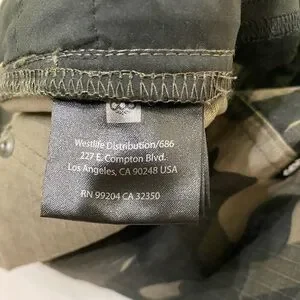 Westlife Distribution/686
227 E. Compton Blvd.
Los Angeles, CA 90248 USA
RN 99204 CA 32350